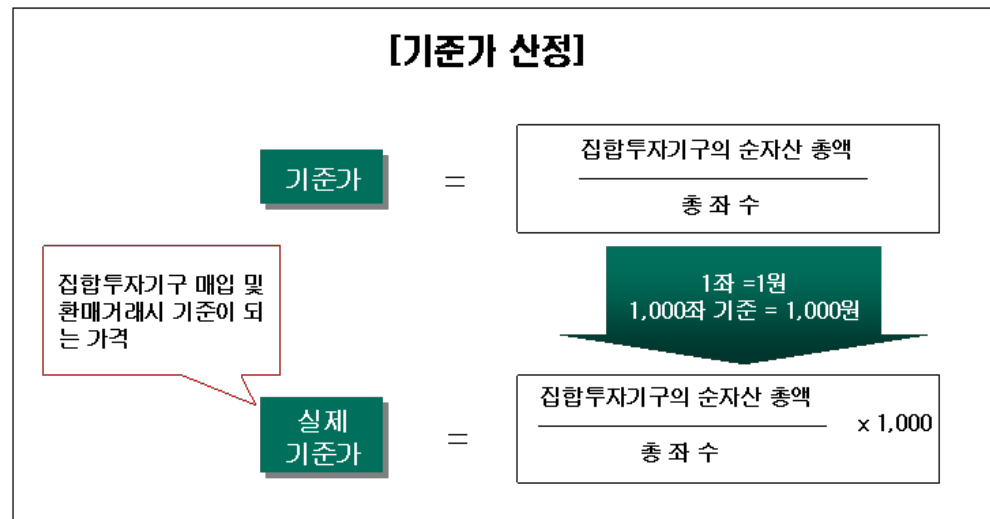 [기준가 산정]
기준가
=
집합투자기구의 순자산 총액
총 좌 수
집합투자기구 매입 및
환매거래시 기준이 되
는 가격
1좌 =1원
1,000좌 기준 = 1,000원
실제
기준가
=
집합투자기구의 순자산 총액
총 좌 수
x 1,000